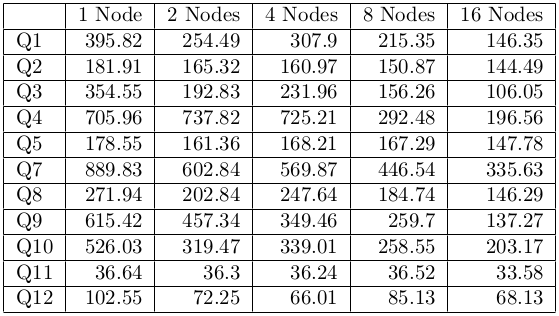 1 Node 2 Nodes 4 Nodes 8 Nodes 16 Nodes
Q1 395.82 254.49 307.9 215.35 146.35
Q2 181.91 165.32 160.97 150.87 144.49
Q3 354.55 192.83 231.96 156.26 106.05
Q4 705.96 737.82 725.21 292.48 196.56
Q5 178.55 161.36 168.21 167.29 147.78
Q7 889.83 602.84 569.87 446.54 335.63
Q8 271.94 202.84 247.64 184.74 146.29
Q9 615.42 457.34 349.46 259.7 137.27
Q10 526.03 319.47 339.01 258.55 203.17
Q11 36.64 36.3 36.24 36.52 33.58
Q12 102.55 72.25 66.01 85.13 68.13